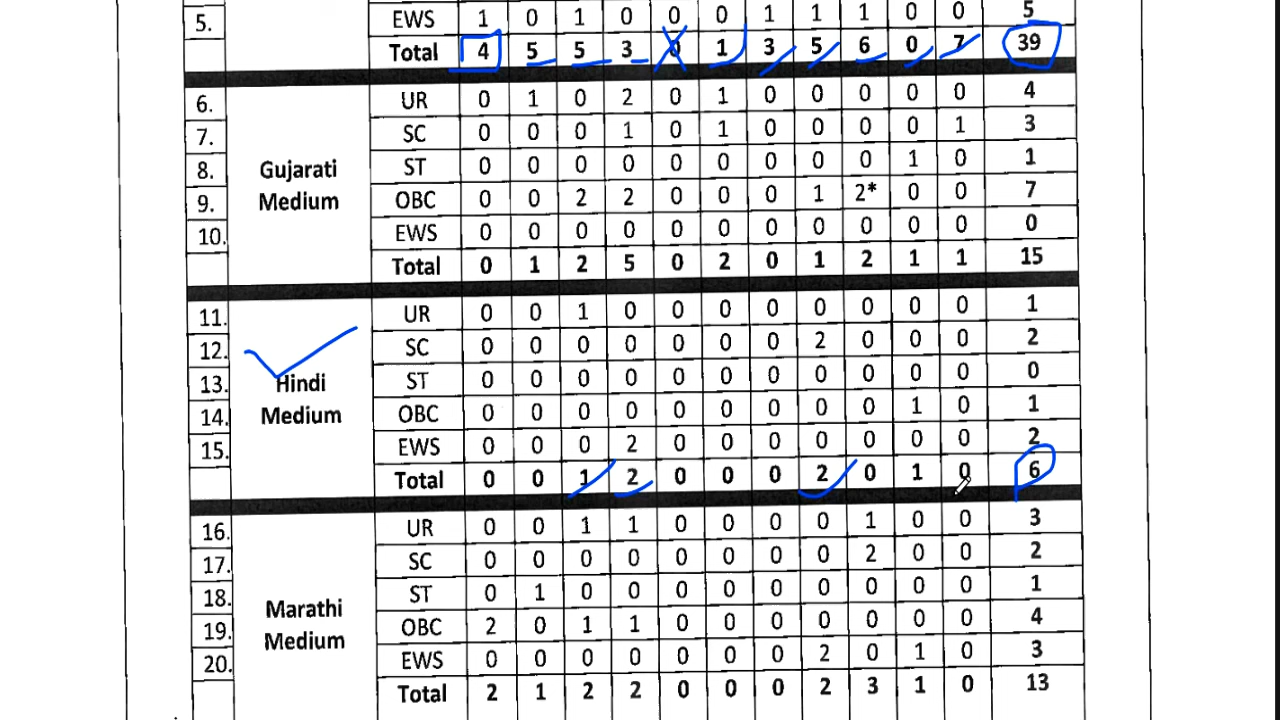 5. EWS 1 0 1 0 0 0 1 1 1 0 0 5
Total 4 5 5 3 1 3 5 6 0 7 39
6. UR 0 1 0 2 0 1 0 0 0 0 0 4
7. SC 0 0 0 1 0 1 0 0 0 0 1 3
8. Gujarati Medium ST 0 0 0 0 0 0 0 0 0 1 0 1
9. OBC 0 0 2 2 0 0 0 1 2* 0 0 7
10. EWS 0 0 0 0 0 0 0 0 0 0 0 0
Total 0 1 2 5 0 2 0 1 2 1 1 15
11. UR 0 0 1 0 0 0 0 0 0 0 0 1
12. SC 0 0 0 0 0 0 0 2 0 0 0 2
13. Hindi Medium ST 0 0 0 0 0 0 0 0 0 0 0 0
14. OBC 0 0 0 0 0 0 0 0 0 1 0 1
15. EWS 0 0 0 2 0 0 0 0 0 0 0 2
Total 0 0 1 2 0 0 0 2 0 1 0 6
16. UR 0 0 1 1 0 0 0 0 1 0 0 3
17. SC 0 0 0 0 0 0 0 0 2 0 0 2
18. Marathi Medium ST 0 1 0 0 0 0 0 0 0 0 0 1
19. OBC 2 0 1 1 0 0 0 0 0 0 0 4
20. EWS 0 0 0 0 0 0 0 2 0 1 0 3
Total 2 1 2 2 0 0 0 2 3 1 0 13